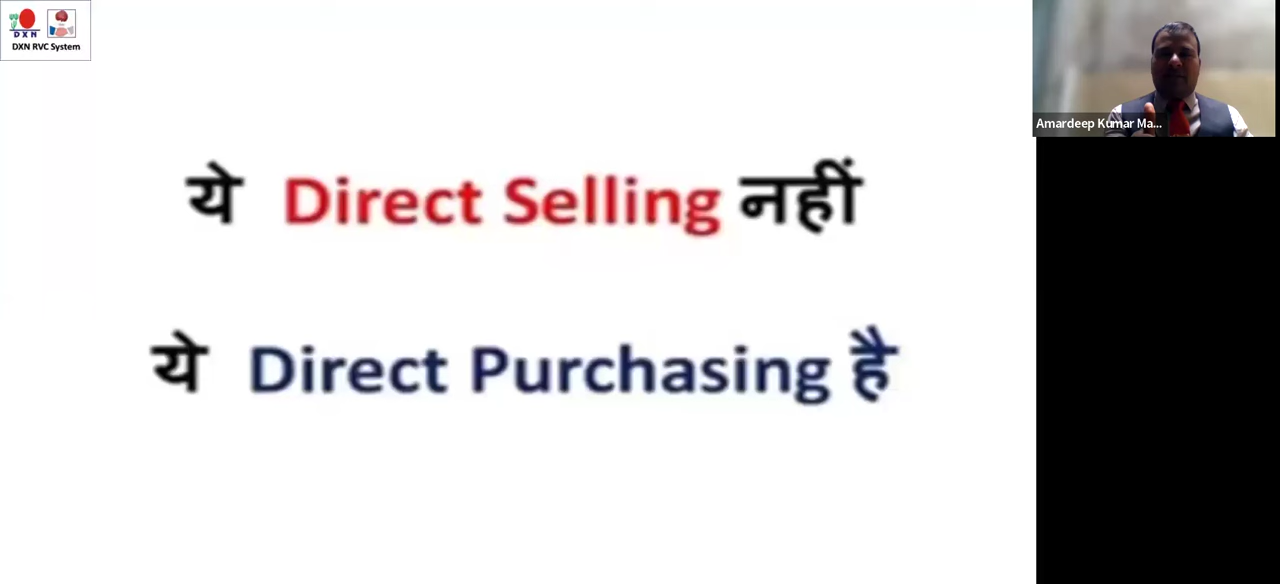 DXN
DXN RVC System
Amardeep Kumar Ma...
ये Direct Selling नहीं
ये Direct Purchasing है